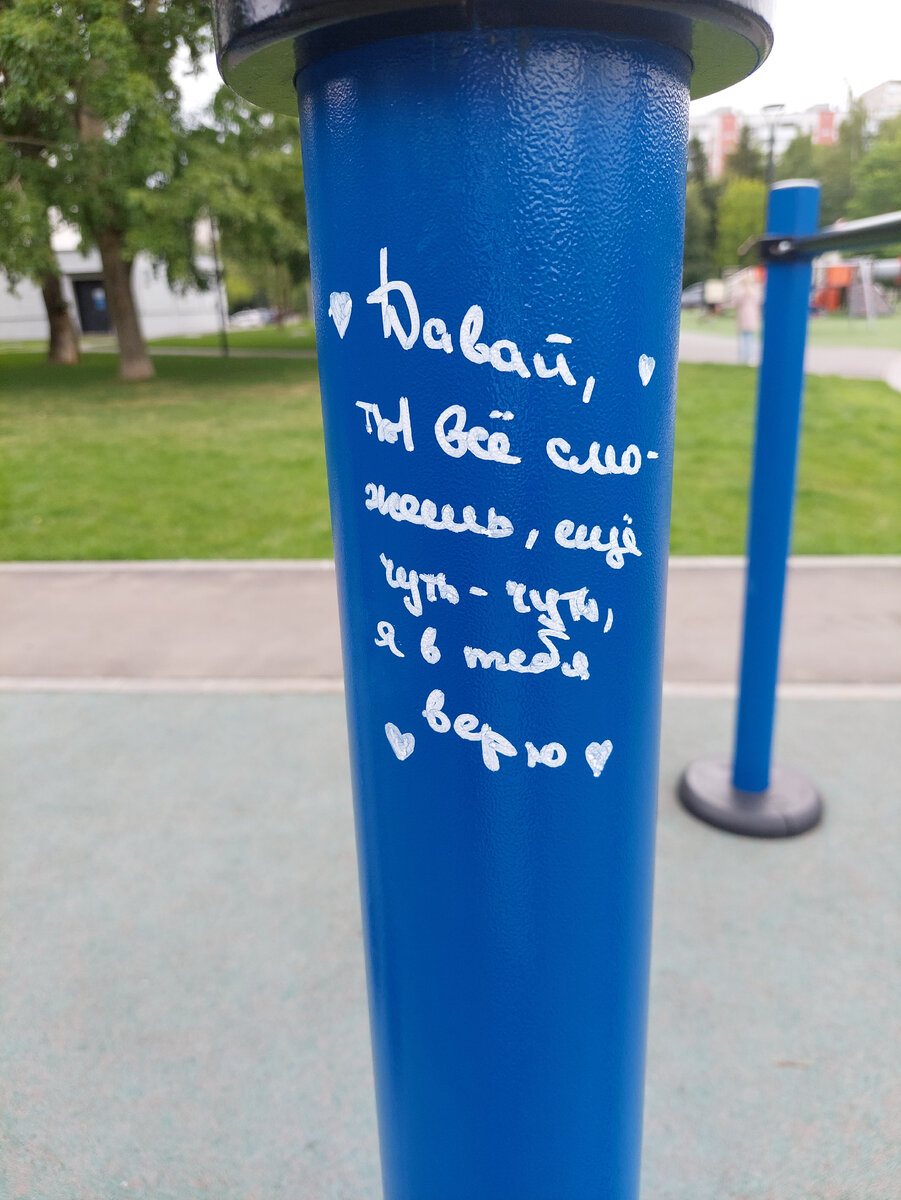 Давай,
ты всё смо-
жешь, ещё
чуть-чуть,
я в тебя
верю